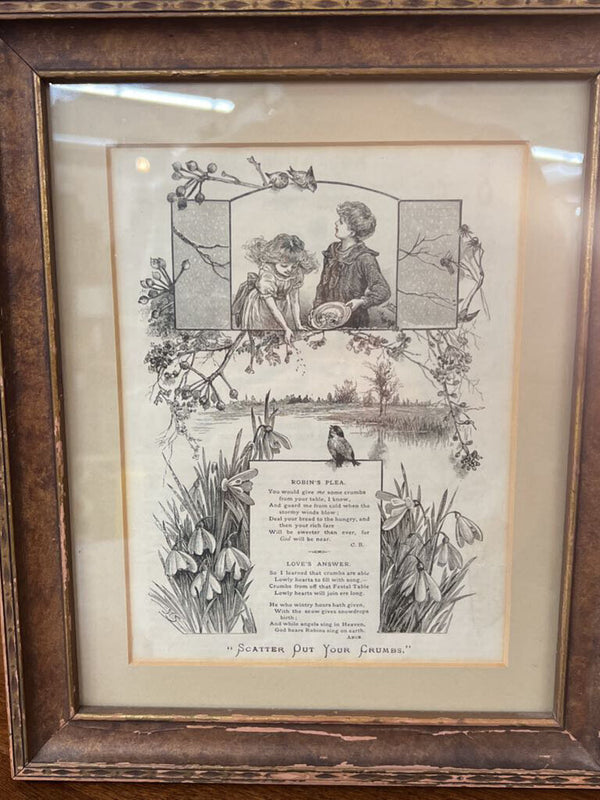 ROBIN'S PLEA.
You would give me some crumbs
from your table, I know,
And guard me from cold when the
stormy winds blow;
Deal your bread to the hungry, and
then your rich fare
Will be sweeter than ever, for
God will be near.
C. B.
LOVE'S ANSWER.
So I learned that crumbs are able
Lowly hearts to fill with song.—
Crumbs from off that Festal Table
Lowly hearts will join ere long.
He who wintry hours hath given,
With the snow gives snowdrops
birth;
And while angels sing in Heaven,
God hears Robins sing on earth.
"SCATTER OUT YOUR CRUMBS."